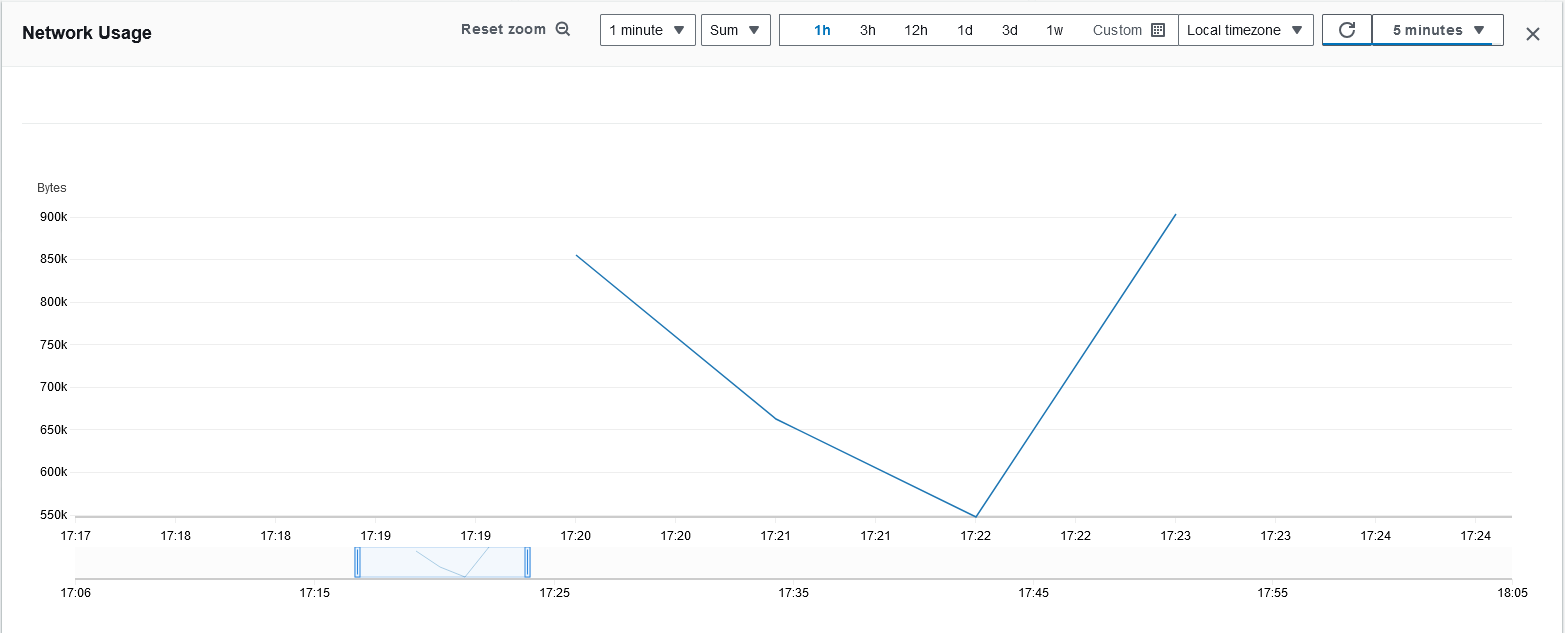 Network Usage
Reset zoom
1 minute
Sum
1h 3h 12h 1d 3d 1w Custom
Local timezone
5 minutes
Bytes
900k
850k
800k
750k
700k
650k
600k
550k
17:17 17:18 17:18 17:19 17:19 17:20 17:20 17:21 17:21 17:22 17:22 17:23 17:23 17:24 17:24
17:06 17:15 17:25 17:35 17:45 17:55 18:05